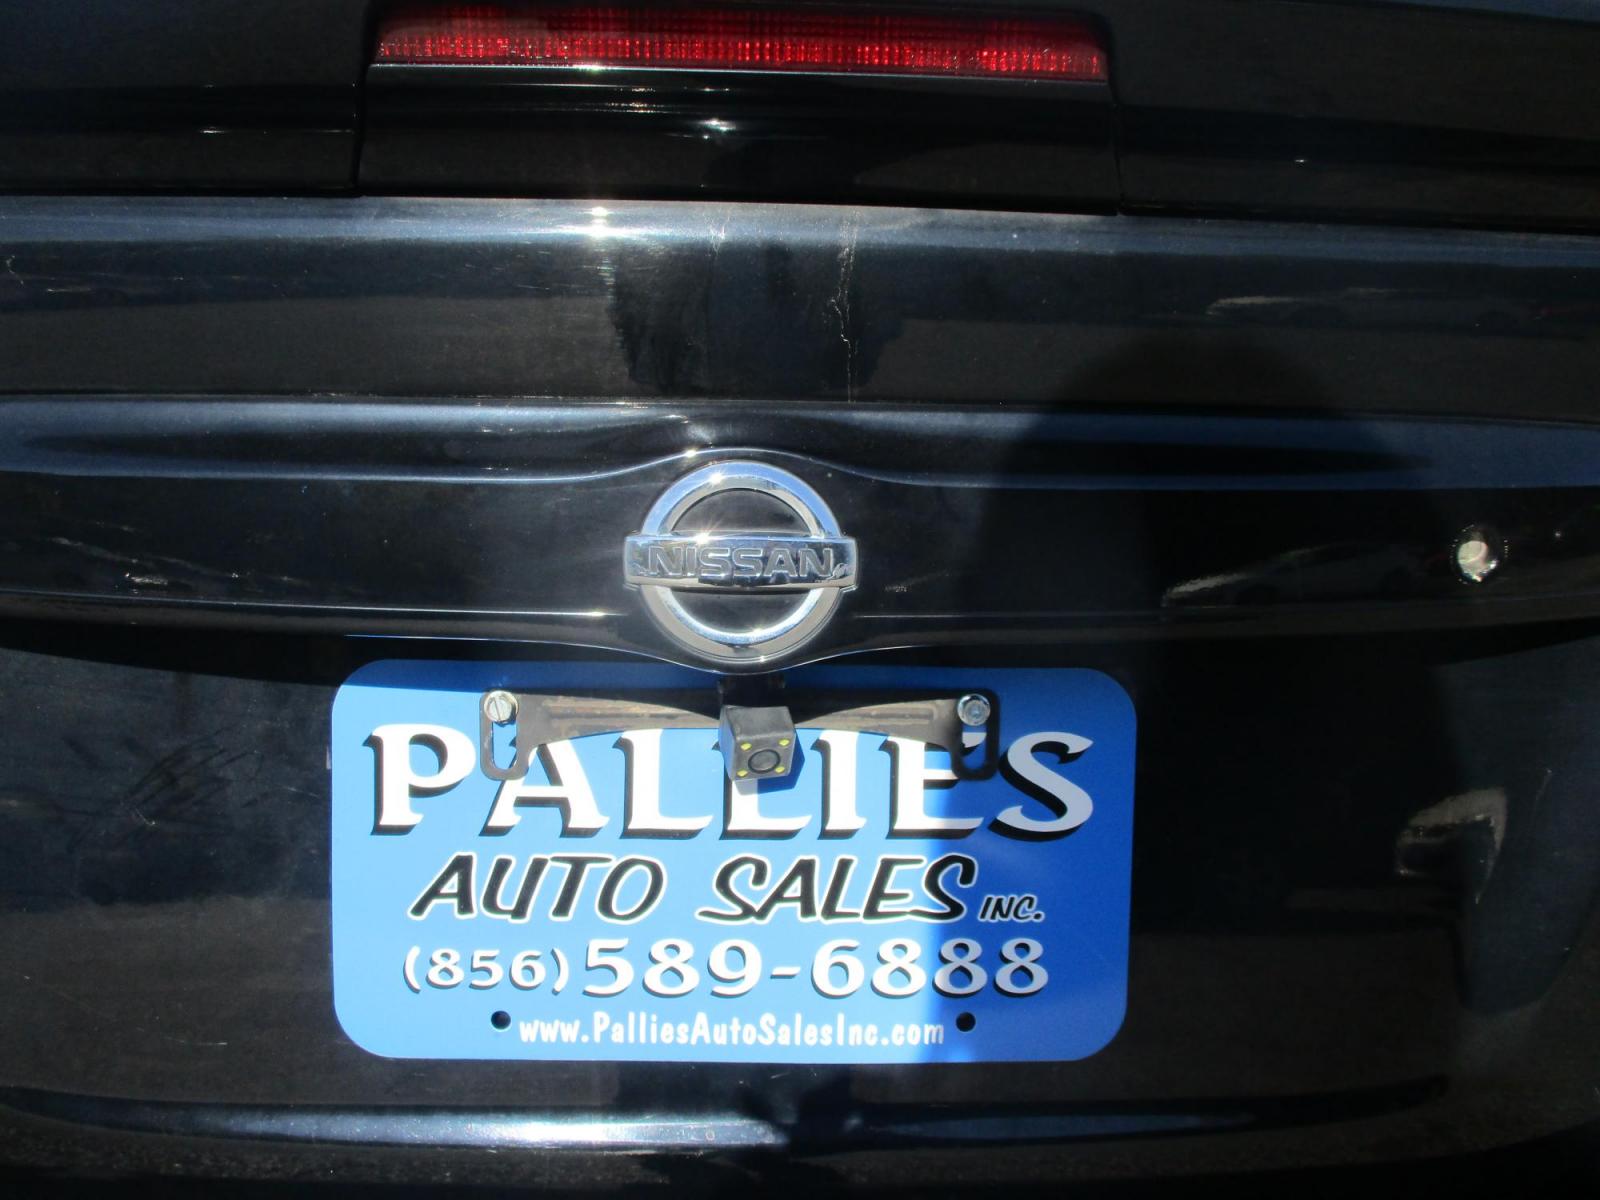 NISSAN
PALLIE'S
AUTO SALES INC.
(856) 589-6888
www.PalliesAutoSalesInc.com